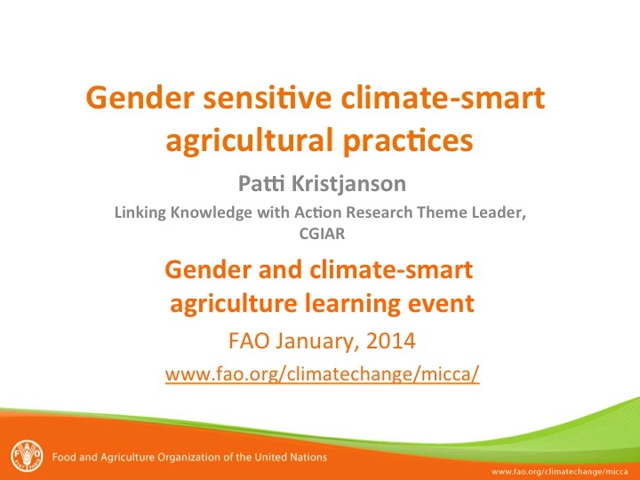 Gender sensitive climate-smart
agricultural practices
Patti Kristjanson
Linking Knowledge with Action Research Theme Leader,
CGIAR
Gender and climate-smart
agriculture learning event
FAO January, 2014
www.fao.org/climatechange/micca/
Food and Agriculture Organization of the United Nations
www.fao.org/climatechange/micca